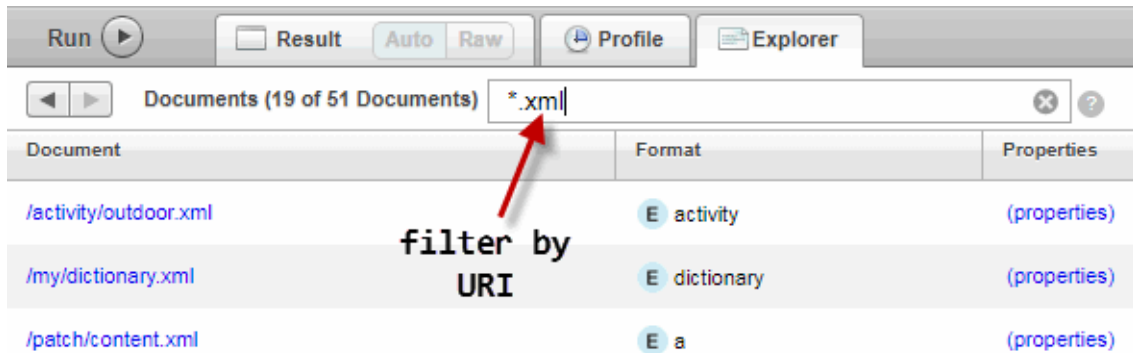 Run Result Auto Raw Profile Explorer
Documents (19 of 51 Documents) *.xml ?
Document Format Properties
/activity/outdoor.xml E activity (properties)
filter by
/my/dictionary.xml E dictionary (properties)
URI
/patch/content.xml E a (properties)